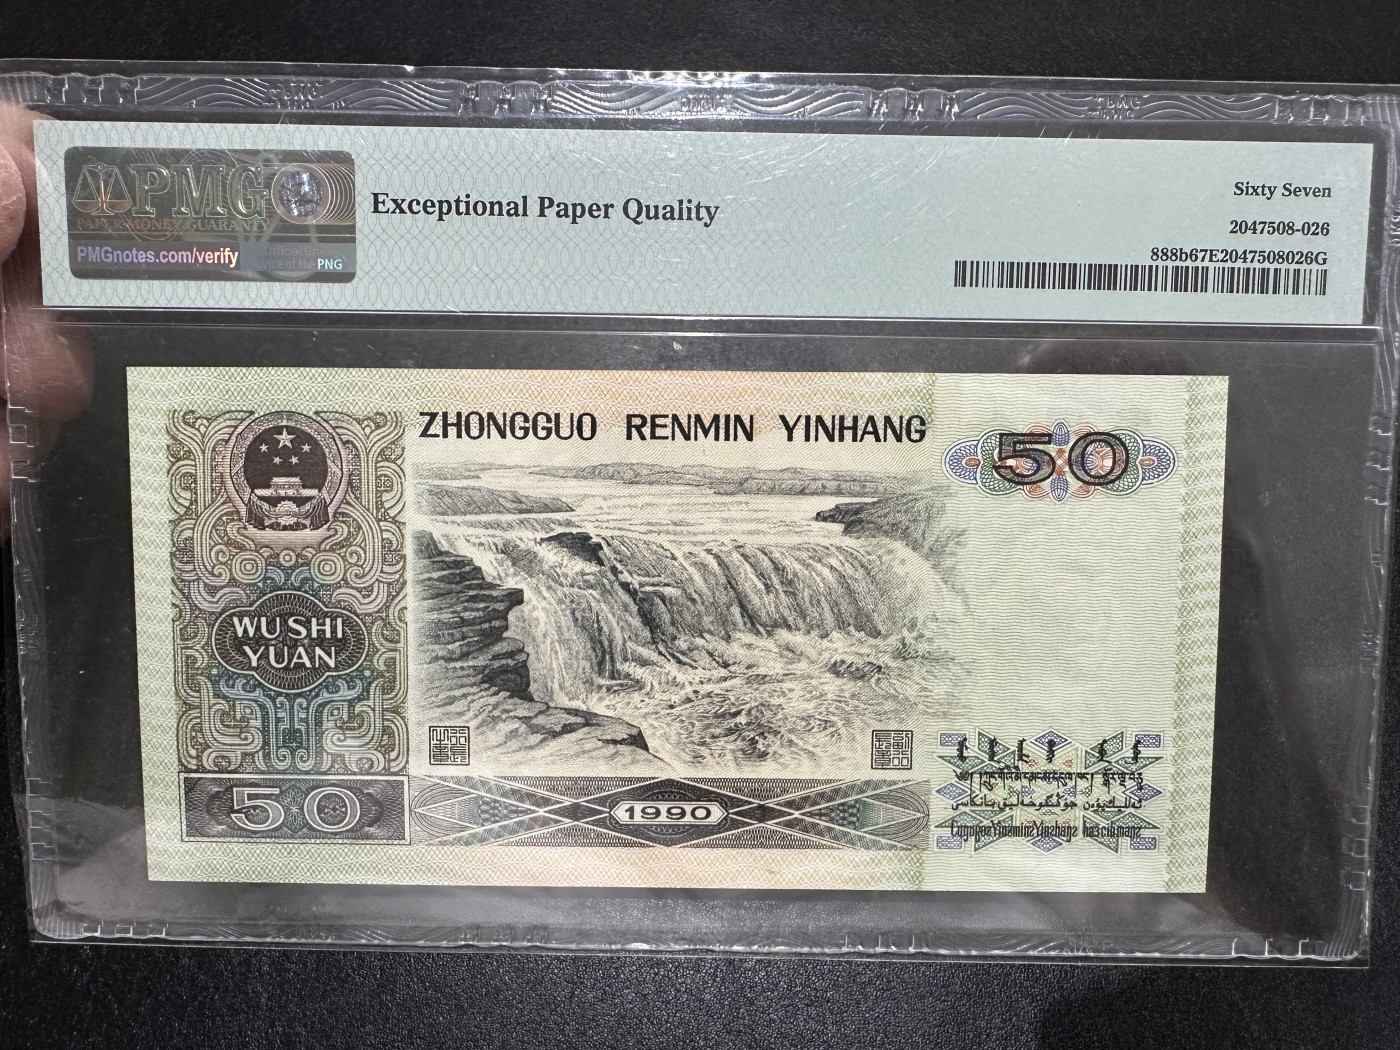 PMG
PAPER MONEY GUARANTY
PMGnotes.com/verify
PNG
Exceptional Paper Quality
Sixty Seven
2047508-026
888b67E2047508026G
ZHONGGUO RENMIN YINHANG
50
WU SHI
YUAN
50
1990